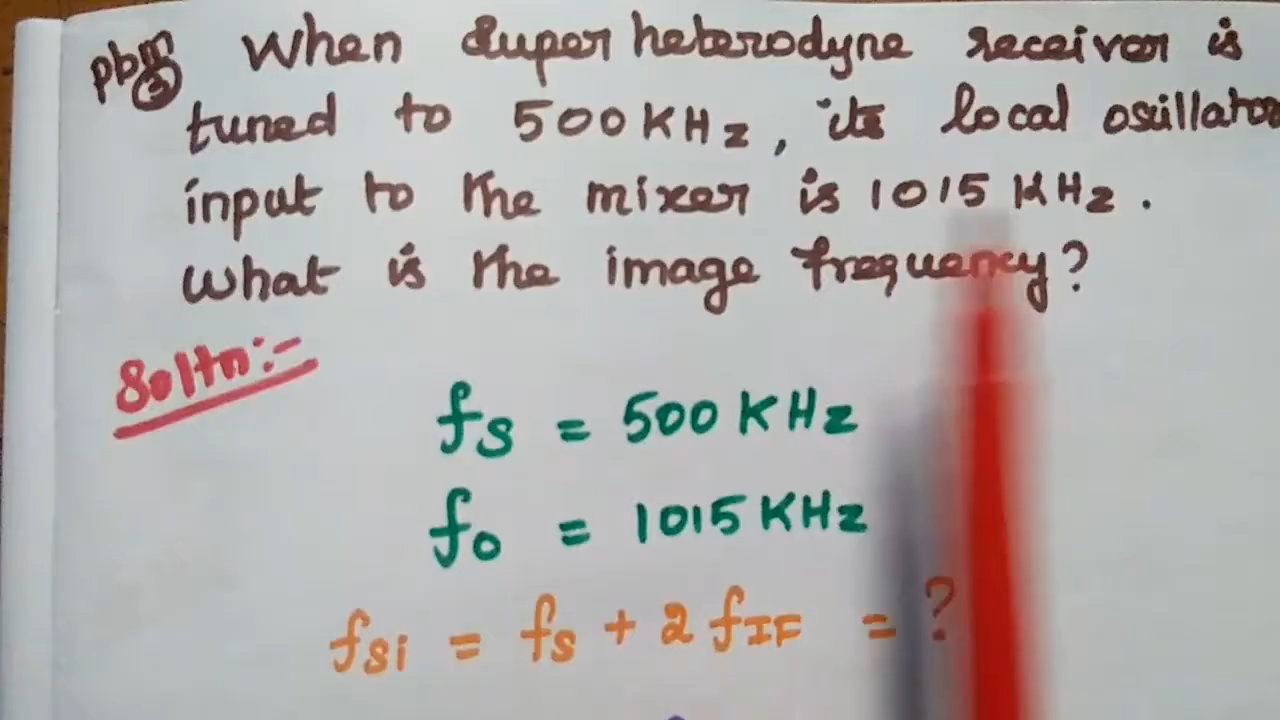 pbm ③ When Super heterodyne receiver is
tuned to 500 KHz, its local oscillator
input to the mixer is 1015 KHz.
What is the image frequency?
Soltn:-
fs = 500 KHz
fo = 1015 KHz
fsi = fs + 2 fIF = ?